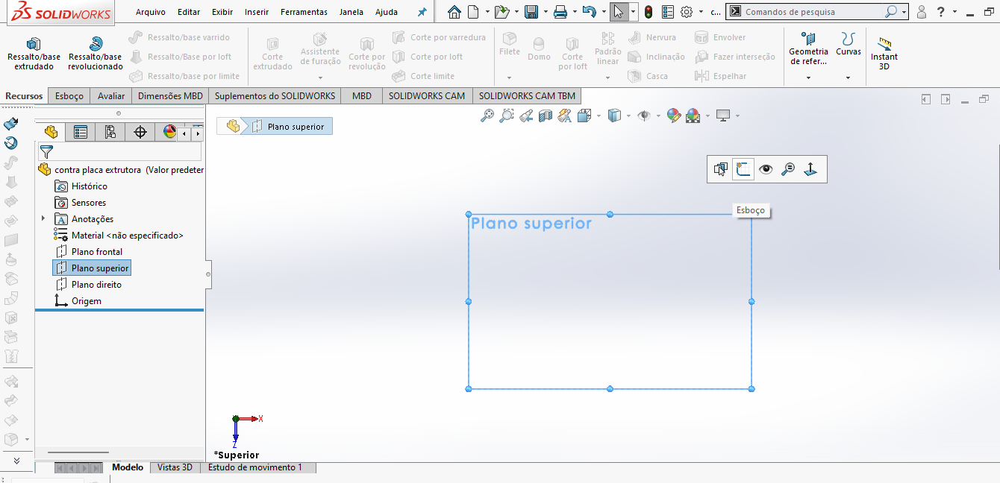 SOLIDWORKS
Arquivo Editar Exibir Inserir Ferramentas Janela Ajuda
c...
Comandos de pesquisa
?
Ressalto/base extrudado
Ressalto/base revolucionado
Ressalto/base varrido
Ressalto/Base por loft
Ressalto/base por limite
Corte extrudado
Assistente de furação
Corte por revolução
Corte por varredura
Corte por loft
Corte limite
Filete
Domo
Corte por loft
Padrão linear
Nervura
Inclinação
Casca
Envolver
Fazer interseção
Espelhar
Geometria de refer...
Curvas
Instant 3D
Recursos Esboço Avaliar Dimensões MBD Suplementos do SOLIDWORKS MBD SOLIDWORKS CAM SOLIDWORKS CAM TBM
Plano superior
contra placa extrutora (Valor predeter
Histórico
Sensores
Anotações
Material <não especificado>
Plano frontal
Plano superior
Plano direito
Origem
Esboço
Plano superior
X
Z
*Superior
Modelo Vistas 3D Estudo de movimento 1